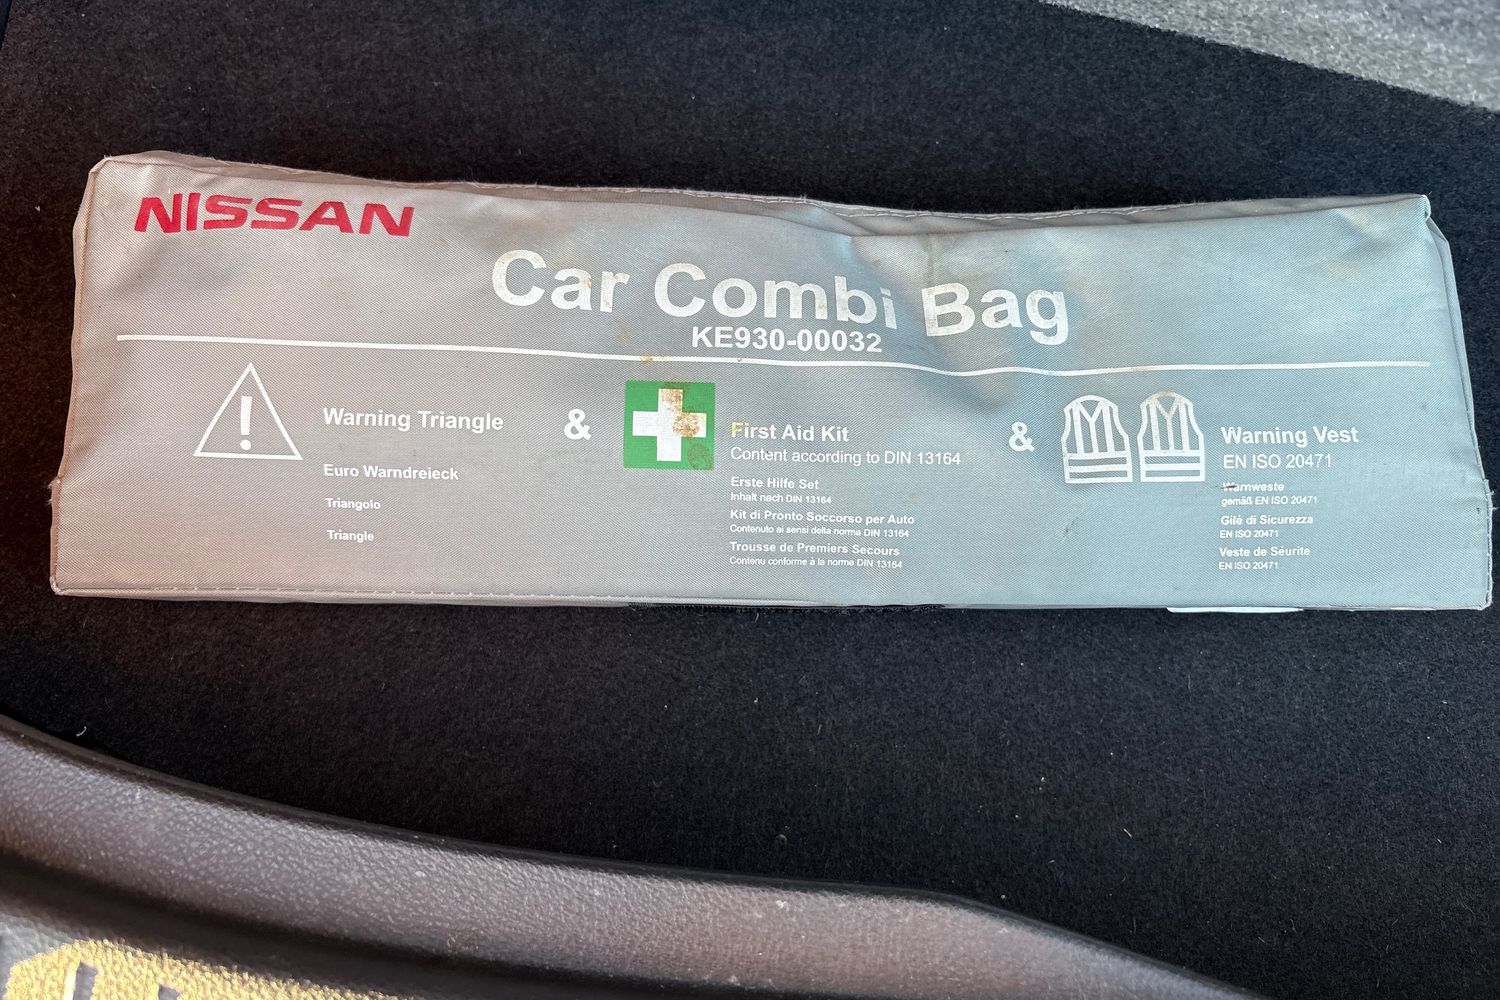 NISSAN
Car Combi Bag
KE930-00032
Warning Triangle
Euro Warndreieck
Triangolo
Triangle
&
First Aid Kit
Content according to DIN 13164
Erste Hilfe Set
Inhalt nach DIN 13164
Kit di Pronto Soccorso per Auto
Contenuto ai sensi della norma DIN 13164
Trousse de Premiers Secours
Contenu conforme à la norme DIN 13164
&
Warning Vest
EN ISO 20471
Warnweste
gemäß EN ISO 20471
Gilé di Sicurezza
EN ISO 20471
Veste de Séurite
EN ISO 20471